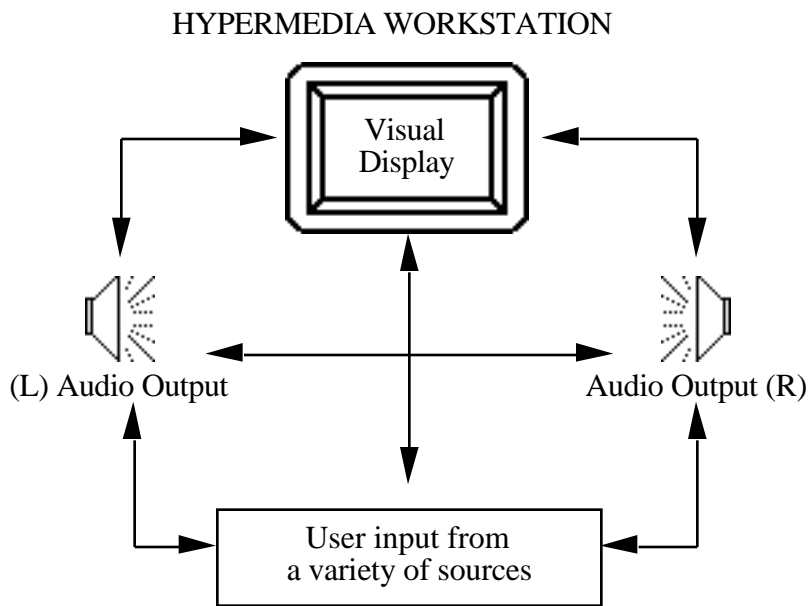 HYPERMEDIA WORKSTATION
Visual
Display
(L) Audio Output
Audio Output (R)
User input from
a variety of sources